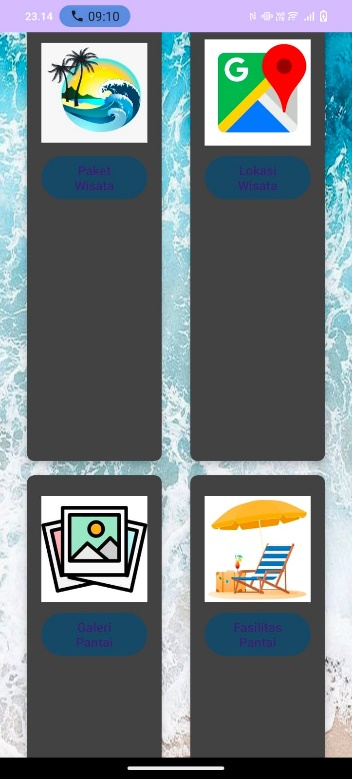 23.14 09:10
G
Paket
Wisata
Lokasi
Wisata
Galeri
Pantai
Fasilitas
Pantai